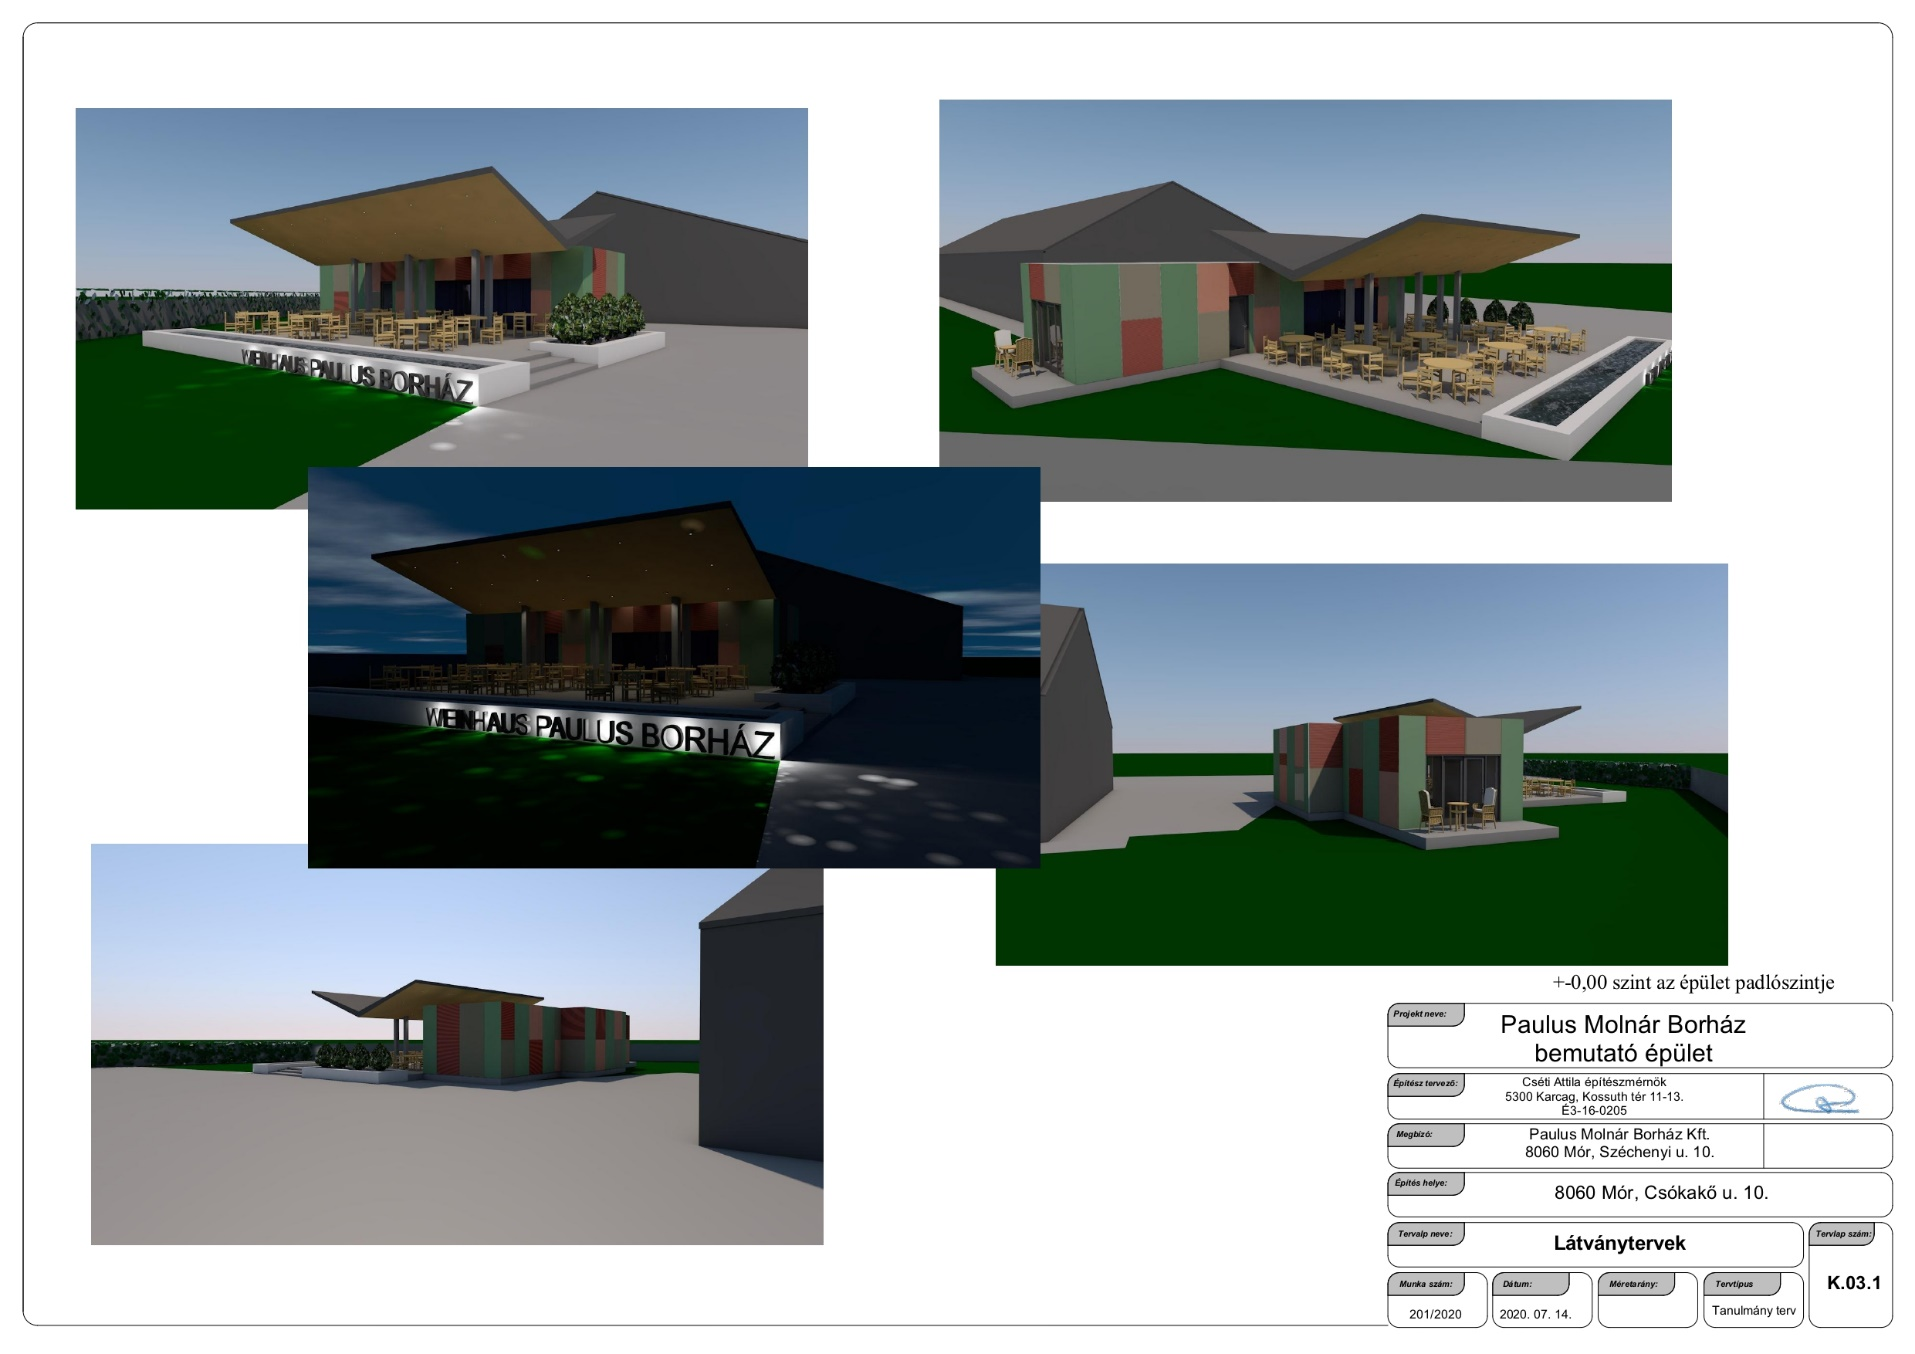 WEINHAUS PAULUS BORHÁZ
WEINHAUS PAULUS BORHÁZ
+-0,00 szint az épület padlószintje
Projekt neve:
Paulus Molnár Borház
bemutató épület
Építész tervező:
Cséti Attila építészmérnök
5300 Karcag, Kossuth tér 11-13.
É3-16-0205
Megbízó:
Paulus Molnár Borház Kft.
8060 Mór, Széchenyi u. 10.
Építés helye:
8060 Mór, Csókakő u. 10.
Tervalp neve:
Látványtervek
Tervlap szám:
K.03.1
Munka szám:
201/2020
Dátum:
2020. 07. 14.
Méretarány:
Tervtípus
Tanulmány terv